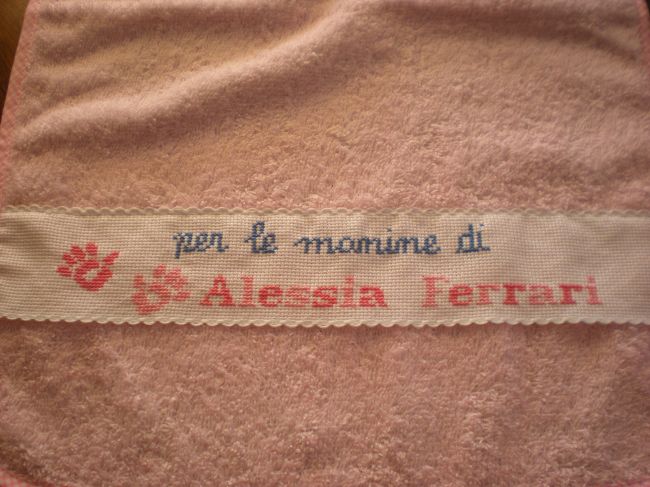 per le manine di
Alessia Ferrari